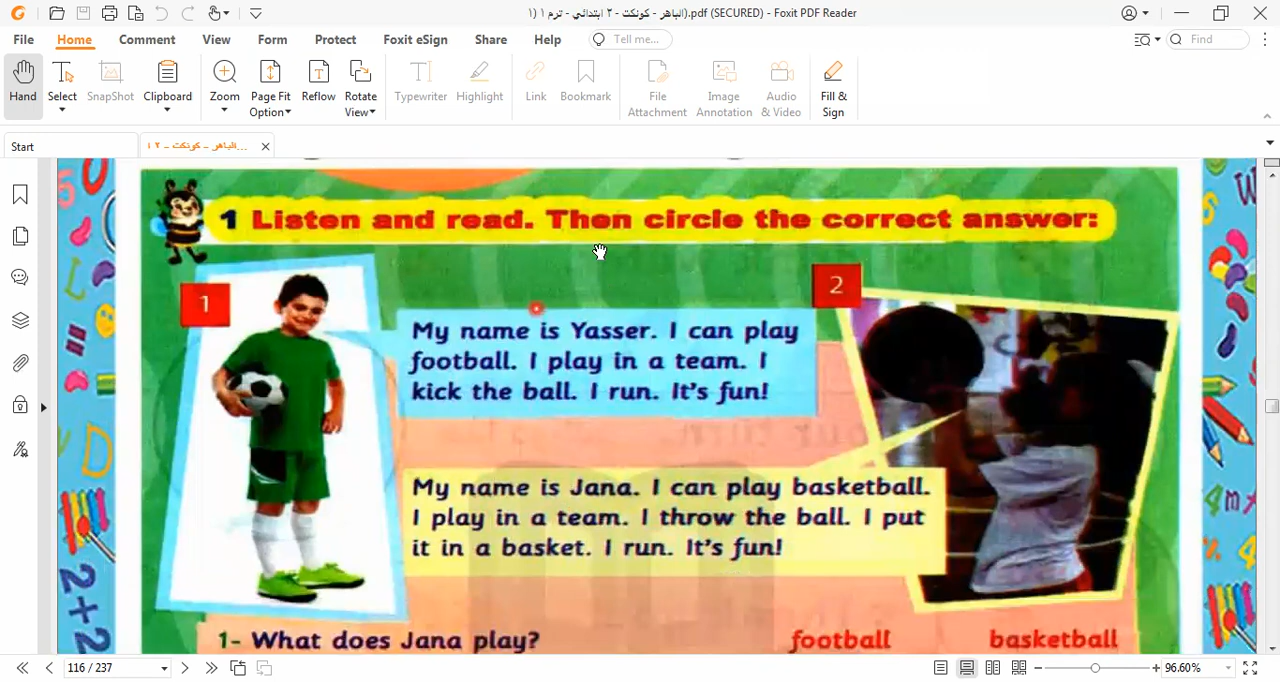 (الباهر - كونكت - ٢ ابتدائي - ترم ١ (١.pdf (SECURED) - Foxit PDF Reader
File Home Comment View Form Protect Foxit eSign Share Help Tell me... Find
Hand Select SnapShot Clipboard Zoom Page Fit Option Reflow Rotate View Typewriter Highlight Link Bookmark File Attachment Image Annotation Audio & Video Fill & Sign
Start الباهر - كونكت - ٢ ١...
1 Listen and read. Then circle the correct answer:
1
My name is Yasser. I can play
football. I play in a team. I
kick the ball. I run. It's fun!
2
My name is Jana. I can play basketball.
I play in a team. I throw the ball. I put
it in a basket. I run. It's fun!
1- What does Jana play? football basketball
116 / 237 96.60%